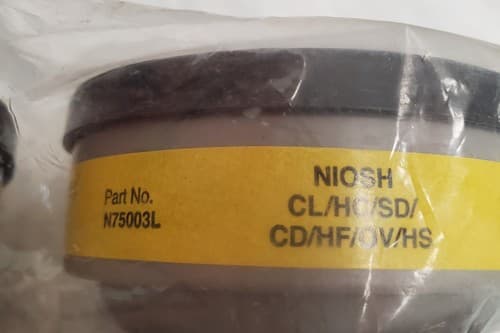 Part No.
N75003L
NIOSH
CL/HC/SD/
CD/HF/OV/HS